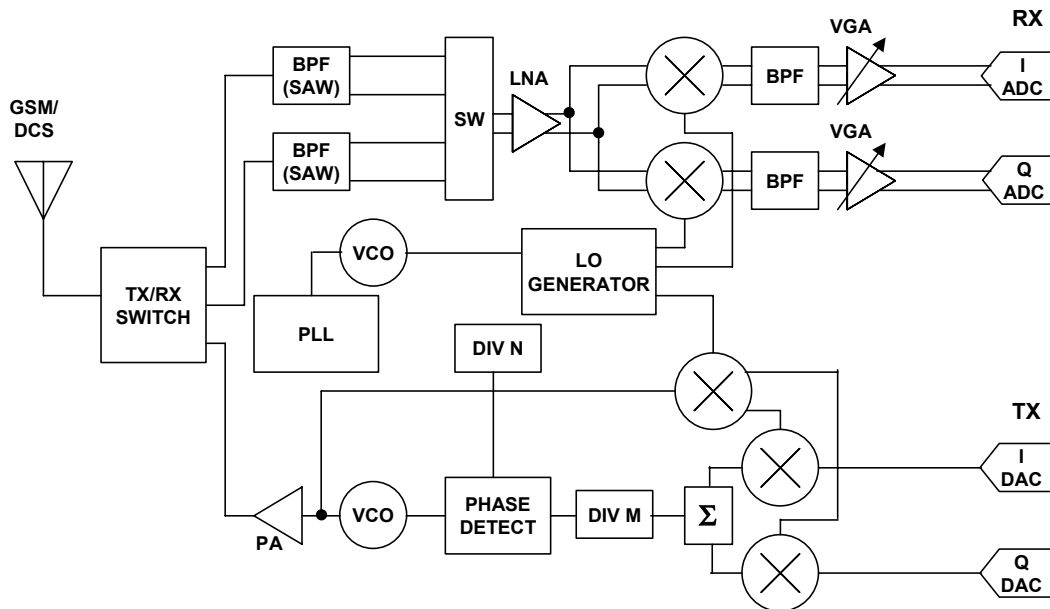 RX
VGA
BPF
(SAW)
BPF
I
ADC
LNA
GSM/
DCS
SW
VGA
BPF
(SAW)
BPF
Q
ADC
VCO
LO
GENERATOR
TX/RX
SWITCH
PLL
DIV N
TX
I
DAC
PHASE
DETECT
VCO
DIV M
Σ
PA
Q
DAC